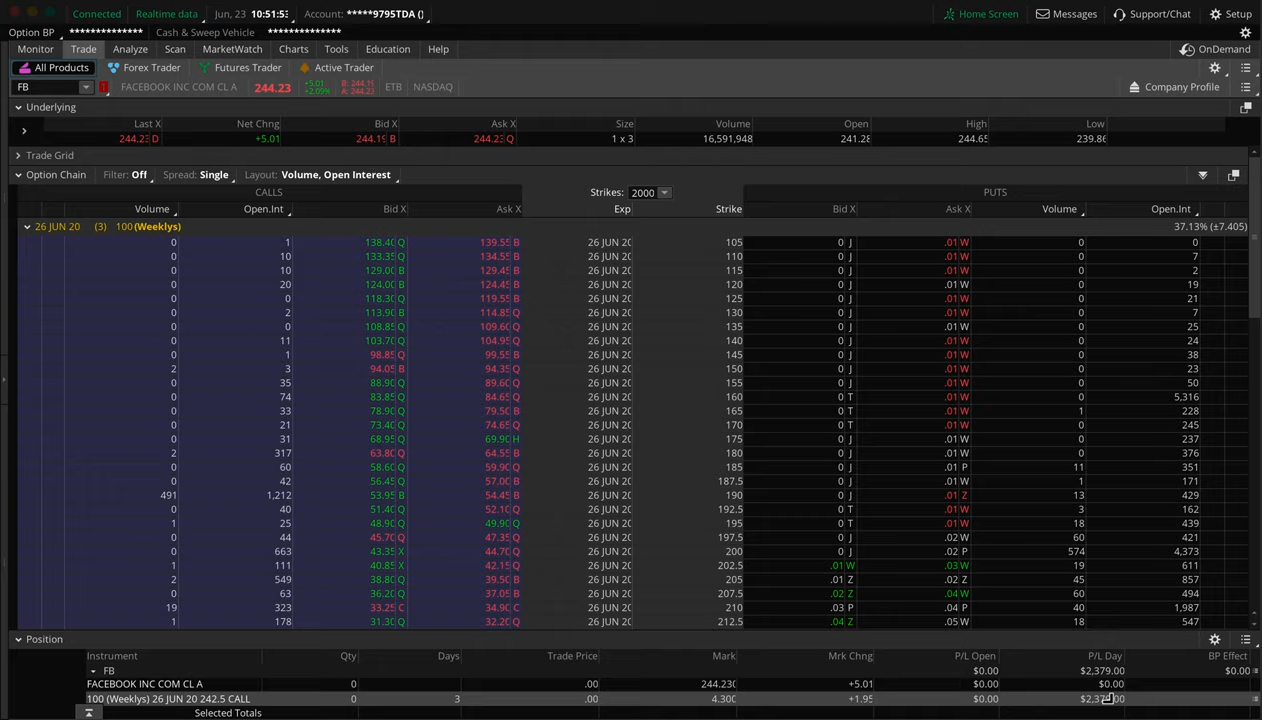 Connected Realtime data Jun, 23 10:51:53 Account: *****9795TDA () Home Screen Messages Support/Chat Setup
Option BP ************** Cash & Sweep Vehicle **************
Monitor Trade Analyze Scan MarketWatch Charts Tools Education Help OnDemand
All Products Forex Trader Futures Trader Active Trader
FB FACEBOOK INC COM CL A 244.23 +5.01 +2.09% B: 244.19 A: 244.23 ETB NASDAQ Company Profile
Underlying
Last X Net Chng Bid X Ask X Size Volume Open High Low
244.23 D +5.01 244.19 B 244.23 Q 1 x 3 16,591,948 241.28 244.65 239.86
Trade Grid
Option Chain Filter: Off Spread: Single Layout: Volume, Open Interest
CALLS Strikes: 2000 PUTS
Volume Open.Int Bid X Ask X Exp Strike Bid X Ask X Volume Open.Int
26 JUN 20 (3) 100 (Weeklys) 37.13% (±7.405)
0 1 138.40 Q 139.55 B 26 JUN 20 105 0 J .01 W 0 0
0 10 133.35 Q 134.55 B 26 JUN 20 110 0 J .01 W 0 7
0 10 129.00 B 129.45 B 26 JUN 20 115 0 J .01 W 0 2
0 20 124.00 B 124.45 B 26 JUN 20 120 0 J .01 W 0 19
0 0 118.30 Q 119.55 B 26 JUN 20 125 0 J .01 W 0 21
0 2 113.90 B 114.85 Q 26 JUN 20 130 0 J .01 W 0 7
0 0 108.85 Q 109.60 B 26 JUN 20 135 0 J .01 W 0 25
0 11 103.70 Q 104.95 B 26 JUN 20 140 0 J .01 W 0 24
0 1 98.85 Q 99.55 B 26 JUN 20 145 0 J .01 W 0 38
2 3 94.05 B 94.35 Q 26 JUN 20 150 0 J .01 W 0 23
0 35 88.90 Q 89.60 B 26 JUN 20 155 0 J .01 W 0 50
0 74 83.85 Q 84.65 Q 26 JUN 20 160 0 T .01 W 0 5,316
0 33 78.90 Q 79.50 B 26 JUN 20 165 0 T .01 W 1 228
0 21 73.40 Q 74.65 Q 26 JUN 20 170 0 T .01 W 0 245
0 31 68.95 Q 69.90 H 26 JUN 20 175 0 J .01 W 0 237
2 317 63.80 Q 64.55 B 26 JUN 20 180 0 J .01 W 0 376
0 60 58.60 Q 59.90 Q 26 JUN 20 185 0 J .01 P 11 351
0 42 56.45 Q 57.00 B 26 JUN 20 187.5 0 J .01 W 1 171
491 1,212 53.95 B 54.45 B 26 JUN 20 190 0 J .01 Z 13 429
0 40 51.40 Q 52.10 Q 26 JUN 20 192.5 0 J .01 W 3 162
1 25 48.90 Q 49.90 Q 26 JUN 20 195 0 T .01 W 18 439
0 44 45.70 Q 47.35 Q 26 JUN 20 197.5 0 J .02 W 60 421
0 663 43.35 X 44.70 Q 26 JUN 20 200 0 J .02 P 574 4,373
1 111 40.85 X 42.15 Q 26 JUN 20 202.5 .01 W .03 W 19 611
2 549 38.80 Q 39.50 B 26 JUN 20 205 .01 Z .02 Z 45 857
0 63 36.20 Q 37.05 B 26 JUN 20 207.5 .02 Z .04 W 60 494
19 323 33.25 C 34.90 C 26 JUN 20 210 .03 P .04 P 40 1,987
1 178 31.30 Q 32.20 Q 26 JUN 20 212.5 .04 Z .05 W 18 547
Position
Instrument Qty Days Trade Price Mark Mrk Chng P/L Open P/L Day BP Effect
FB $0.00 $2,379.00 $0.00
FACEBOOK INC COM CL A 0 .00 244.230 +5.01 $0.00 $0.00
100 (Weeklys) 26 JUN 20 242.5 CALL 0 3 .00 4.300 +1.95 $0.00 $2,379.00
Selected Totals